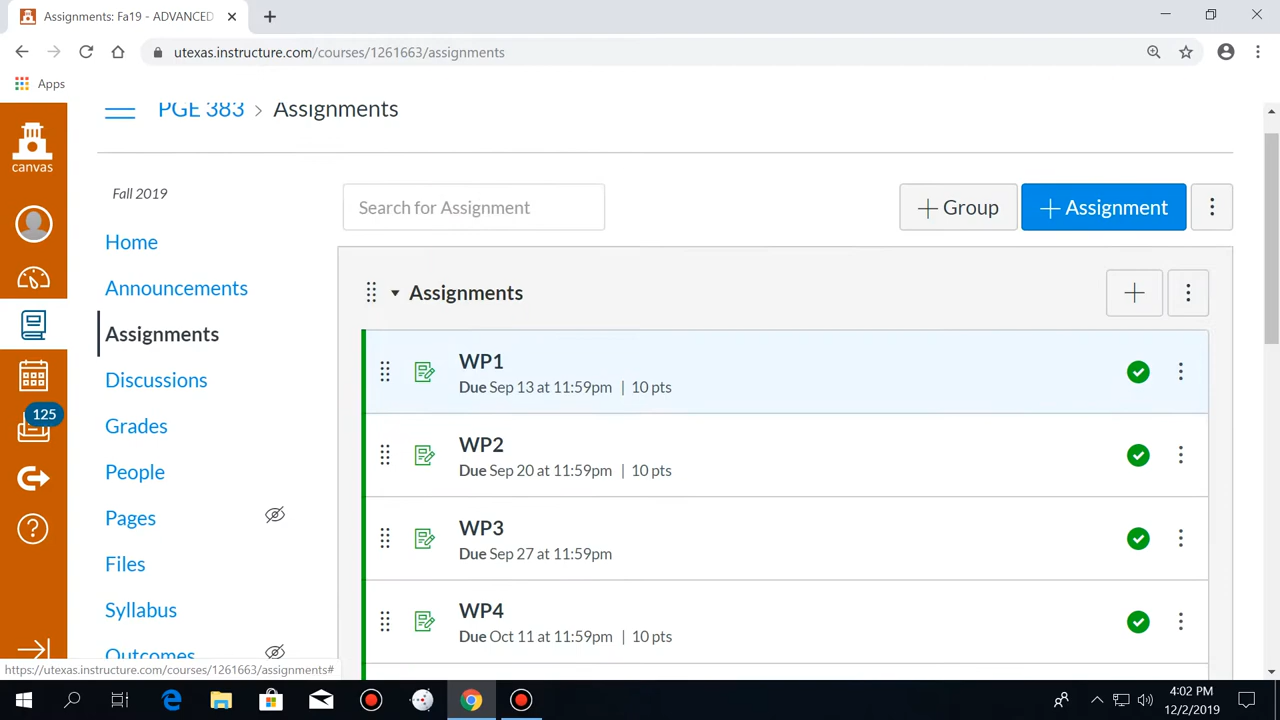 Assignments: Fa19 - ADVANCED
utexas.instructure.com/courses/1261663/assignments
Apps
canvas
PGE 383 > Assignments
Fall 2019
Search for Assignment
Group
Assignment
Home
Announcements
Assignments
Discussions
Grades
People
Pages
Files
Syllabus
Outcomes
125
Assignments
WP1
Due Sep 13 at 11:59pm | 10 pts
WP2
Due Sep 20 at 11:59pm | 10 pts
WP3
Due Sep 27 at 11:59pm
WP4
Due Oct 11 at 11:59pm | 10 pts
https://utexas.instructure.com/courses/1261663/assignments#
4:02 PM
12/2/2019